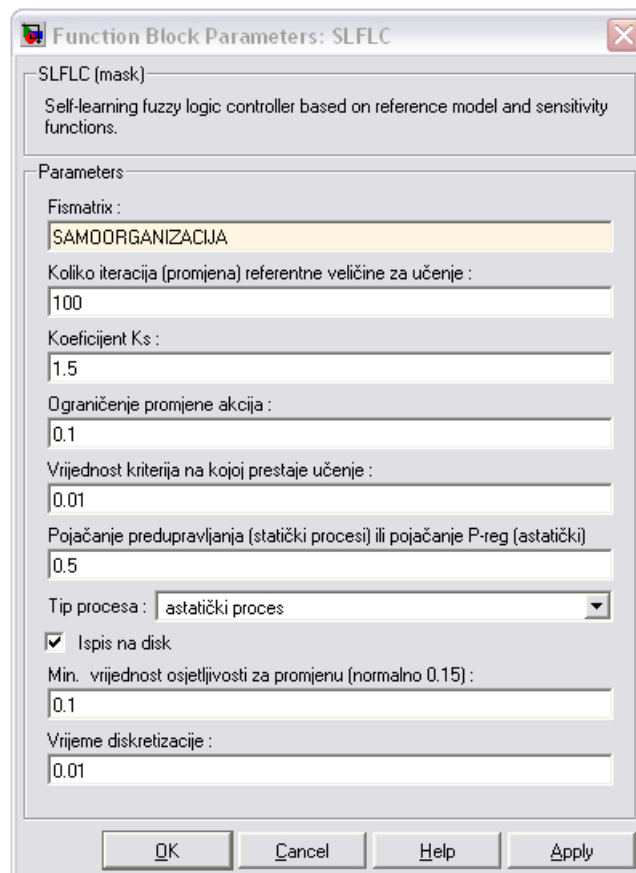 Function Block Parameters: SLFLC
SLFLC (mask)
Self-learning fuzzy logic controller based on reference model and sensitivity
functions.
Parameters
Fismatrix :
SAMOORGANIZACIJA
Koliko iteracija (promjena) referentne veličine za učenje :
100
Koeficijent Ks :
1.5
Ograničenje promjene akcija :
0.1
Vrijednost kriterija na kojoj prestaje učenje :
0.01
Pojačanje predupravljanja (statički procesi) ili pojačanje P-reg (astatički)
0.5
Tip procesa : astatički proces
Ispis na disk
Min. vrijednost osjetljivosti za promjenu (normalno 0.15) :
0.1
Vrijeme diskretizacije :
0.01
OK Cancel Help Apply